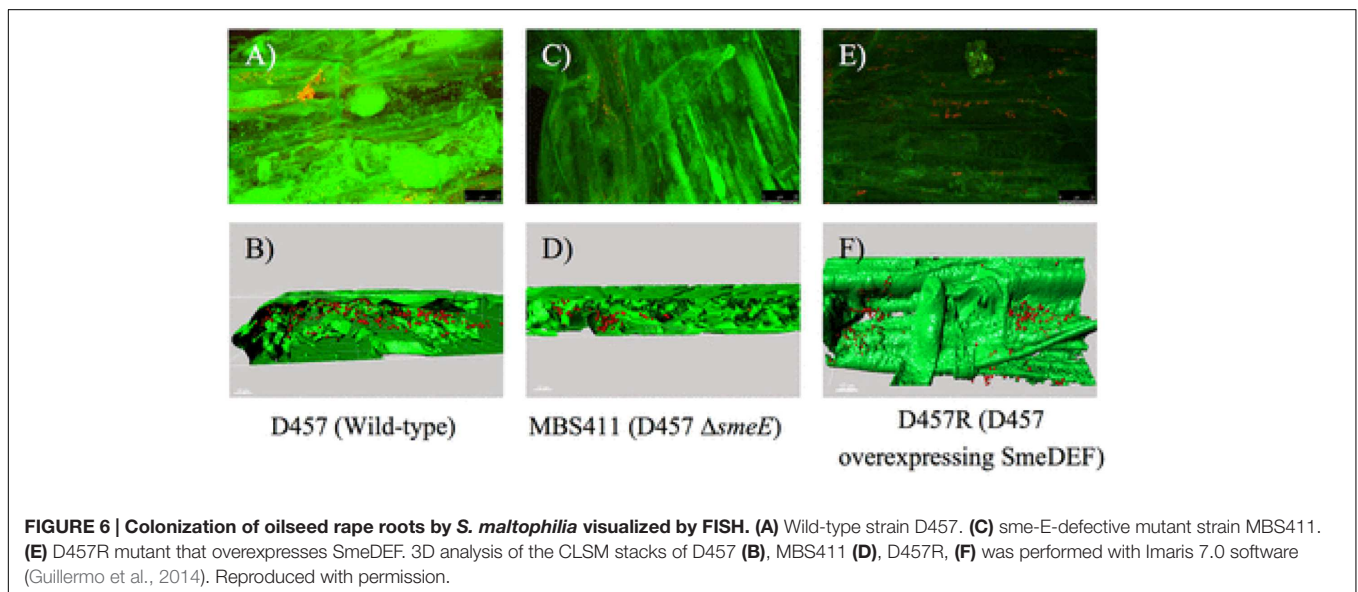 A)
C)
E)
B)
D)
F)
D457 (Wild-type)
MBS411 (D457 ΔsmeE)
D457R (D457
overexpressing SmeDEF)
FIGURE 6 | Colonization of oilseed rape roots by S. maltophilia visualized by FISH. (A) Wild-type strain D457. (C) sme-E-defective mutant strain MBS411.
(E) D457R mutant that overexpresses SmeDEF. 3D analysis of the CLSM stacks of D457 (B), MBS411 (D), D457R, (F) was performed with Imaris 7.0 software
(Guillermo et al., 2014). Reproduced with permission.